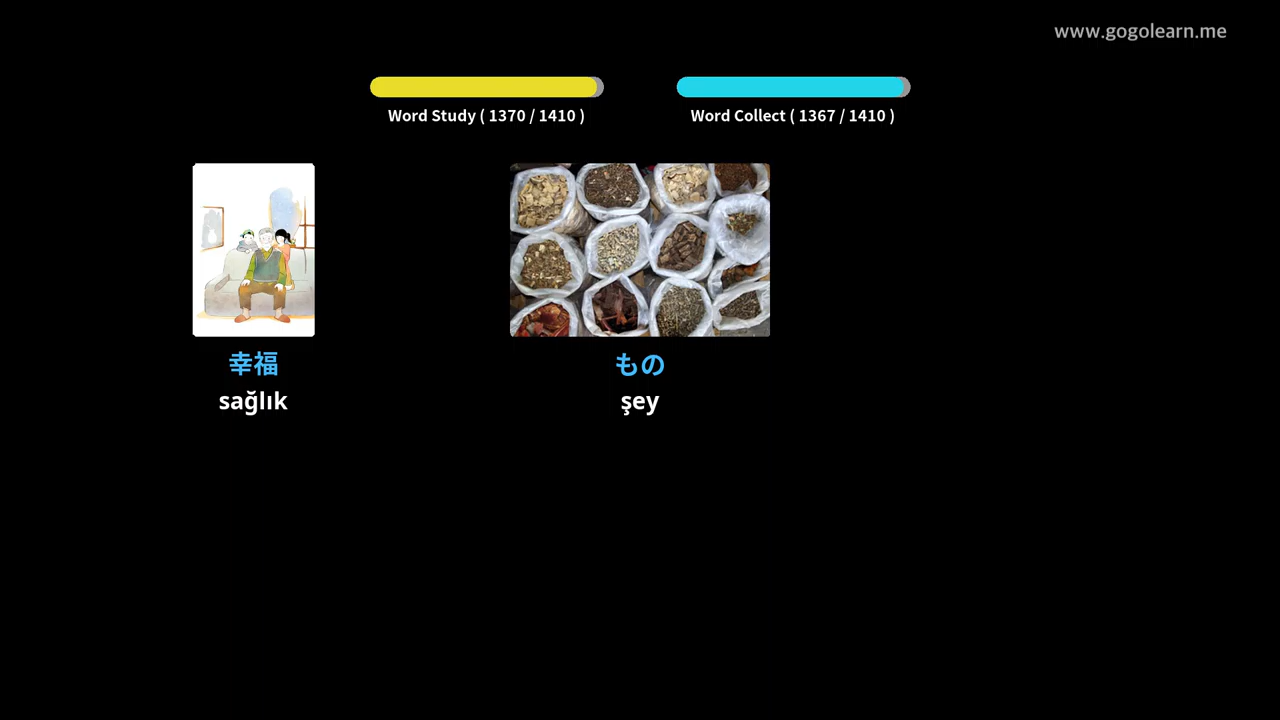 www.gogolearn.me
Word Study ( 1370 / 1410 )
Word Collect ( 1367 / 1410 )
幸福
sağlık
もの
şey